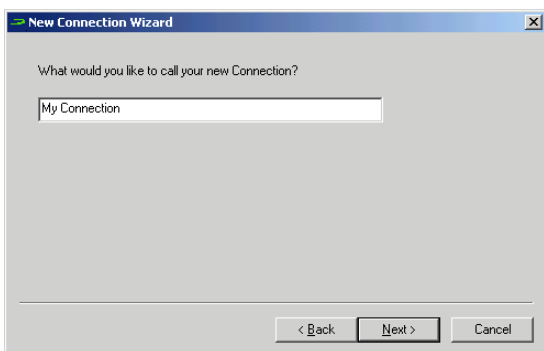 New Connection Wizard
What would you like to call your new Connection?
My Connection
< Back Next > Cancel